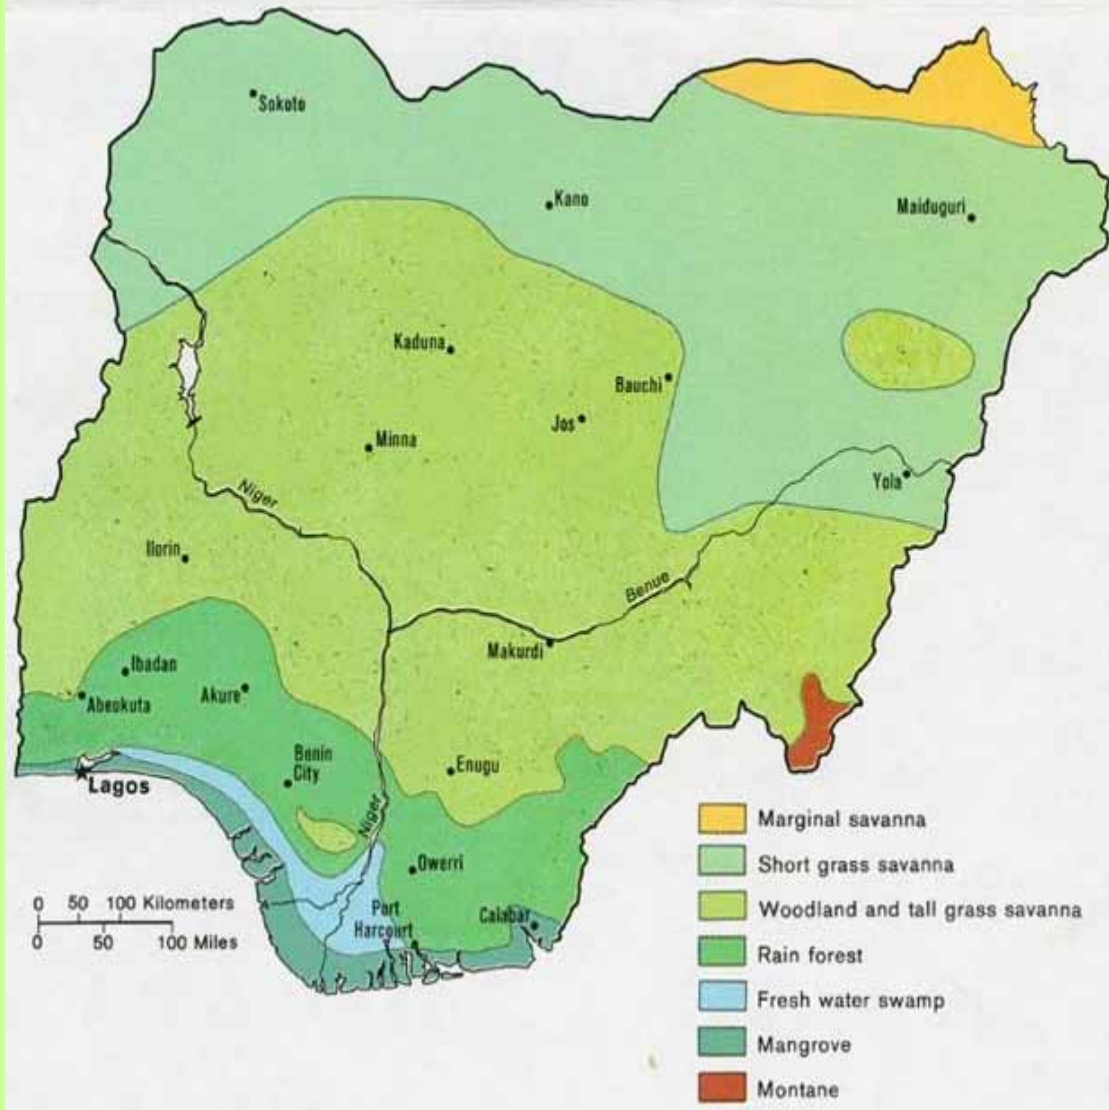 Sokoto
Kano
Maiduguri
Kaduna
Bauchi
Jos
Minna
Yola
Niger
Ilorin
Benue
Makurdi
Ibadan
Abeokuta
Akure
Benin
City
Enugu
Lagos
Niger
Owerri
Port
Harcourt
Calabar
0 50 100 Kilometers
0 50 100 Miles
Marginal savanna
Short grass savanna
Woodland and tall grass savanna
Rain forest
Fresh water swamp
Mangrove
Montane